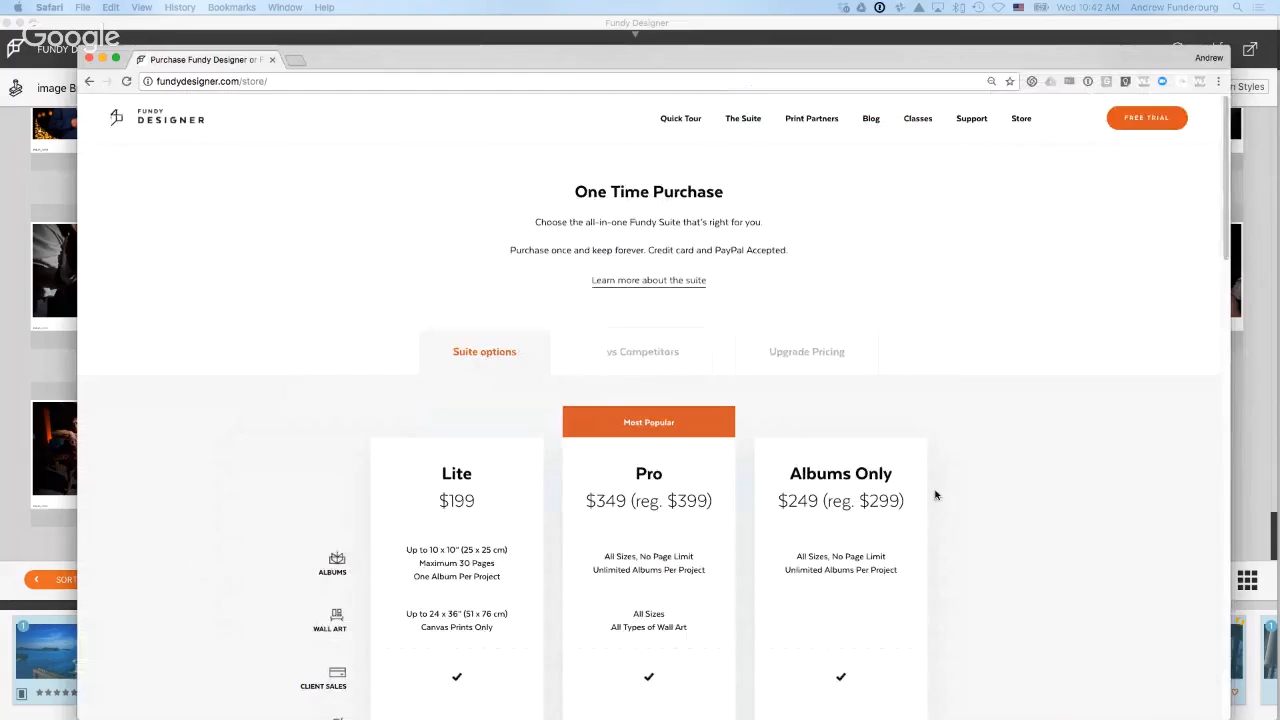 Safari File Edit View History Bookmarks Window Help
Wed 10:42 AM Andrew Funderburg
Fundy Designer
Google
FUNDY D
Purchase Fundy Designer or F
Andrew
fundydesigner.com/store/
image B
n Styles
FUNDY
DESIGNER
Quick Tour The Suite Print Partners Blog Classes Support Store
FREE TRIAL
One Time Purchase
Choose the all-in-one Fundy Suite that's right for you.
Purchase once and keep forever. Credit card and PayPal Accepted.
Learn more about the suite
Suite options vs Competitors Upgrade Pricing
Most Popular
Lite Pro Albums Only
$199 $349 (reg. $399) $249 (reg. $299)
ALBUMS
Up to 10 x 10" (25 x 25 cm)
Maximum 30 Pages
One Album Per Project
All Sizes, No Page Limit
Unlimited Albums Per Project
All Sizes, No Page Limit
Unlimited Albums Per Project
SORT
WALL ART
Up to 24 x 36" (51 x 76 cm)
Canvas Prints Only
All Sizes
All Types of Wall Art
CLIENT SALES
1
1